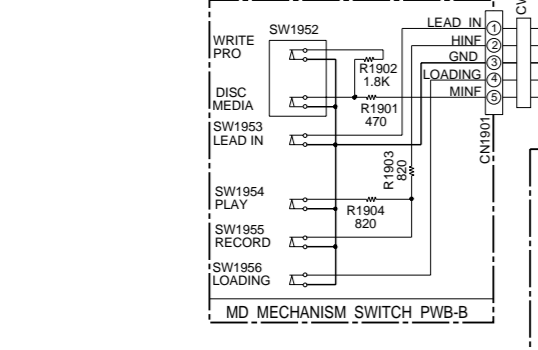 SW1952
WRITE
PRO
R1902
1.8K
DISC
MEDIA
R1901
470
SW1953
LEAD IN
R1903
820
SW1954
PLAY
R1904
820
SW1955
RECORD
SW1956
LOADING
LEAD IN 1
HINF 2
GND 3
LOADING 4
MINF 5
CN1901
MD MECHANISM SWITCH PWB-B